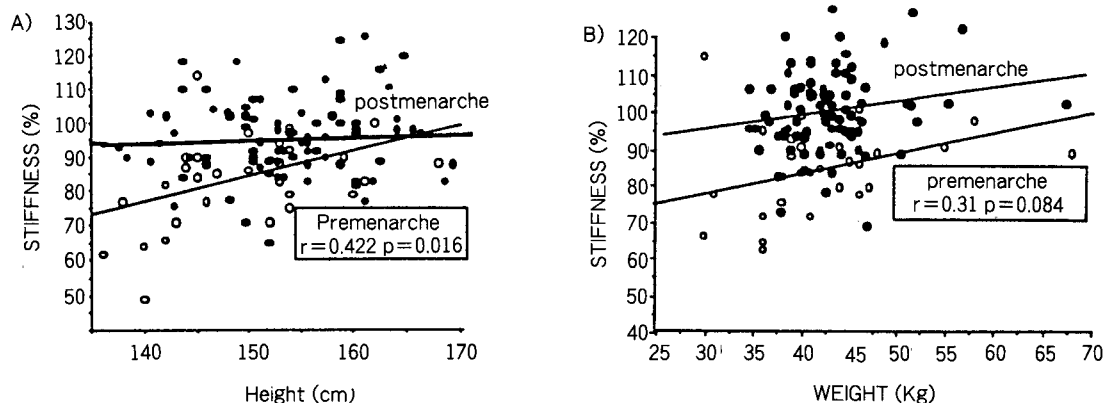 A)
130
120
110
100
90
80
70
60
50
STIFFNESS (%)
postmenarche
Premenarche
r=0.422 p=0.016
140 150 160 170
Height (cm)
B)
120
110
100
90
80
70
60
50
40
STIFFNESS (%)
postmenarche
premenarche
r=0.31 p=0.084
25 30 35 40 45 50 55 60 65 70
WEIGHT (Kg)